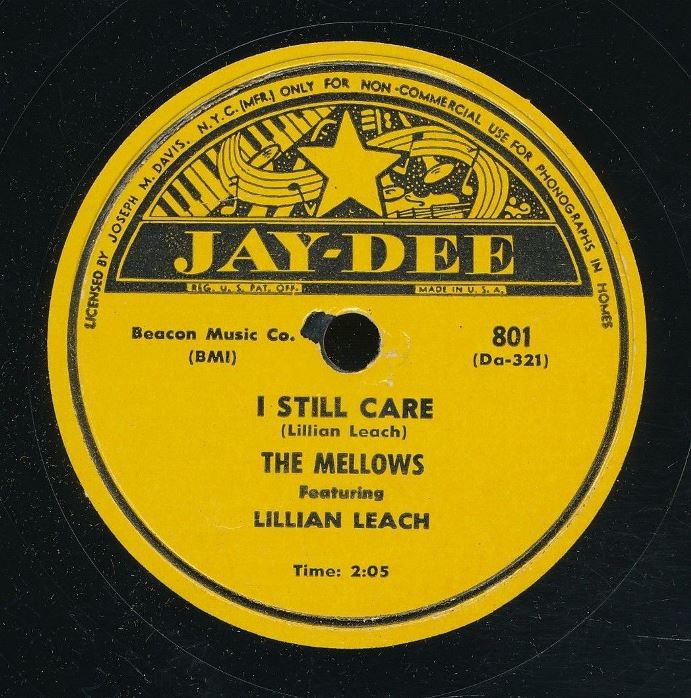 LICENSED BY JOSEPH M. DAVIS, N.Y.C. (MFR.) ONLY FOR NON-COMMERCIAL USE FOR PHONOGRAPHS IN HOMES
JAY-DEE
REG. U. S. PAT. OFF. MADE IN U. S. A.
Beacon Music Co. 801
(BMI) (Da-321)
I STILL CARE
(Lillian Leach)
THE MELLOWS
Featuring
LILLIAN LEACH
Time: 2:05